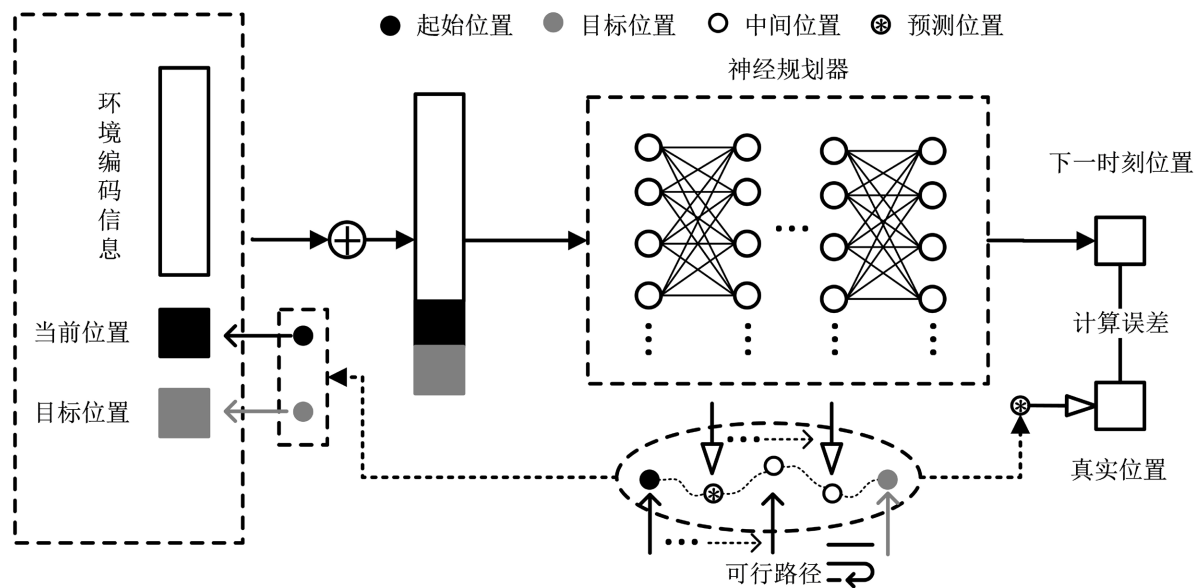 起始位置 目标位置 中间位置 预测位置
神经规划器
环境编码信息
下一时刻位置
当前位置
计算误差
目标位置
真实位置
可行路径